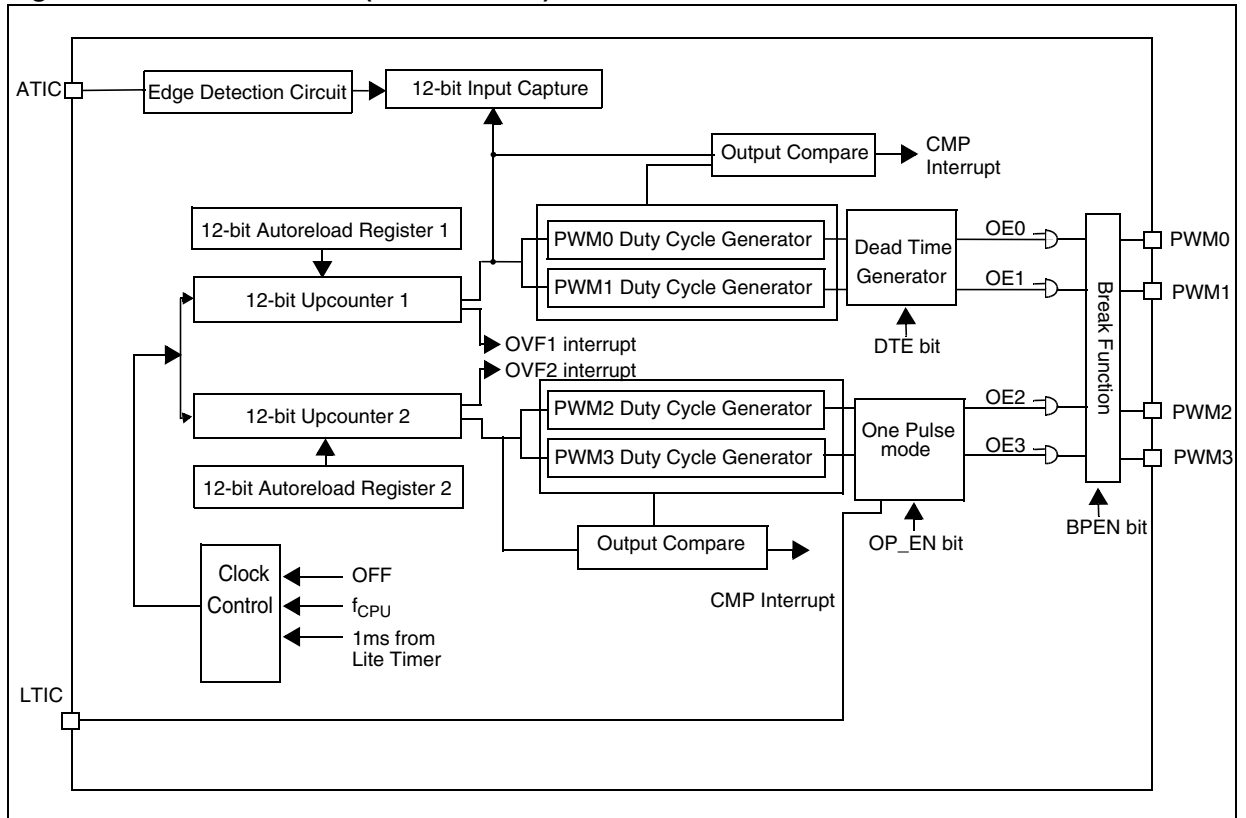 ATIC
Edge Detection Circuit
12-bit Input Capture
Output Compare
CMP
Interrupt
12-bit Autoreload Register 1
12-bit Upcounter 1
PWM0 Duty Cycle Generator
PWM1 Duty Cycle Generator
Dead Time
Generator
OE0
OE1
PWM0
PWM1
Break Function
DTE bit
OVF1 interrupt
OVF2 interrupt
12-bit Upcounter 2
12-bit Autoreload Register 2
PWM2 Duty Cycle Generator
PWM3 Duty Cycle Generator
One Pulse
mode
OE2
OE3
PWM2
PWM3
BPEN bit
OP_EN bit
Output Compare
CMP Interrupt
Clock
Control
OFF
fCPU
1ms from
Lite Timer
LTIC